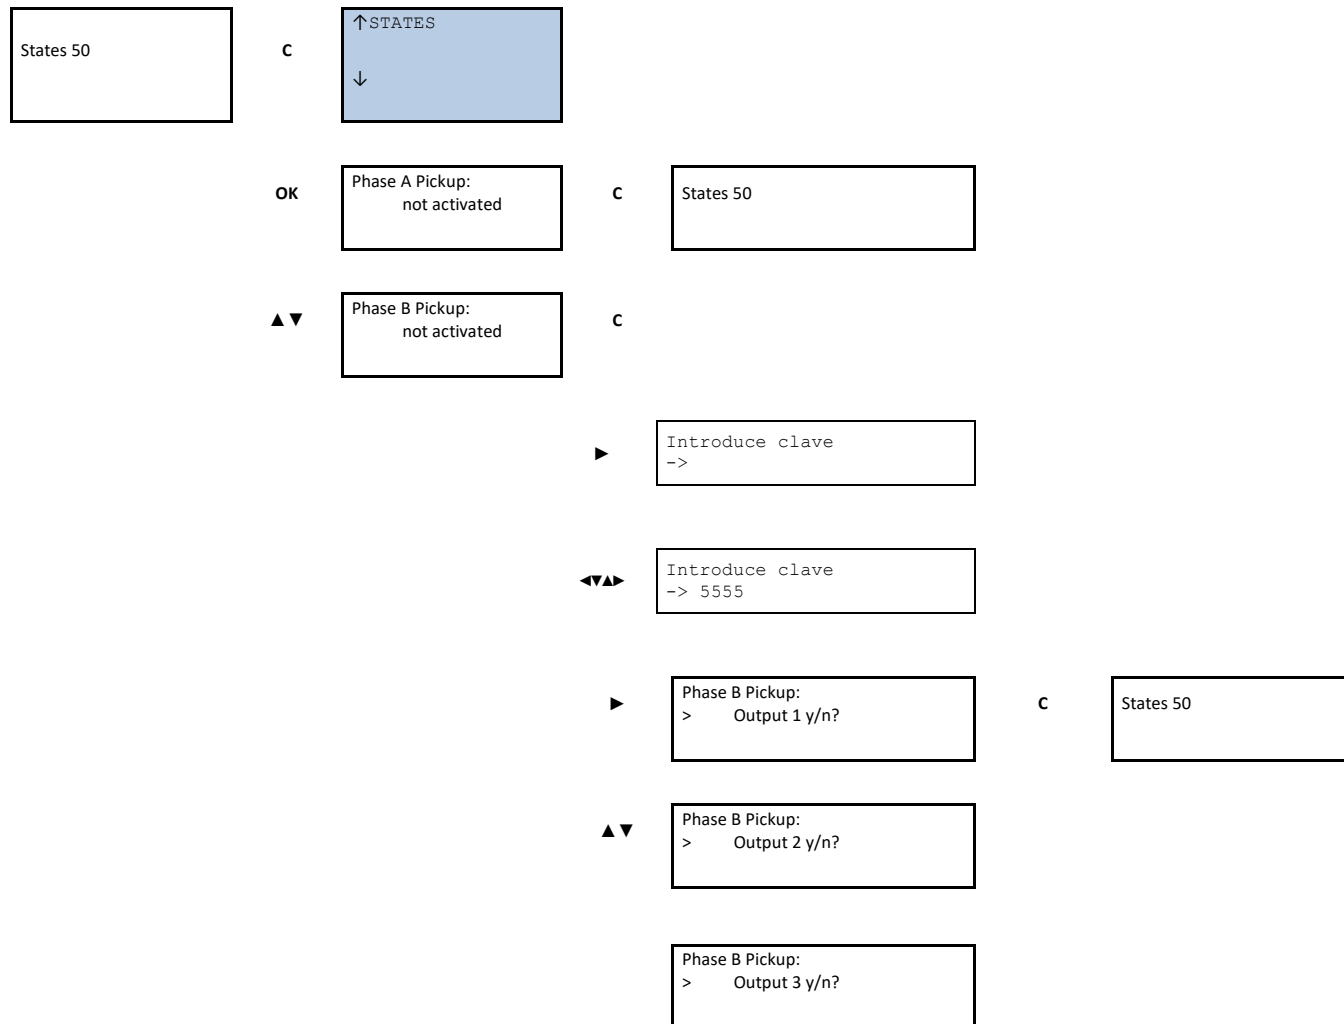 States 50
C
↑STATES
↓
OK
Phase A Pickup:
not activated
C
States 50
▲▼
Phase B Pickup:
not activated
C
►
Introduce clave
->
◄▼▲►
Introduce clave
-> 5555
►
Phase B Pickup:
> Output 1 y/n?
C
States 50
▲▼
Phase B Pickup:
> Output 2 y/n?
Phase B Pickup:
> Output 3 y/n?